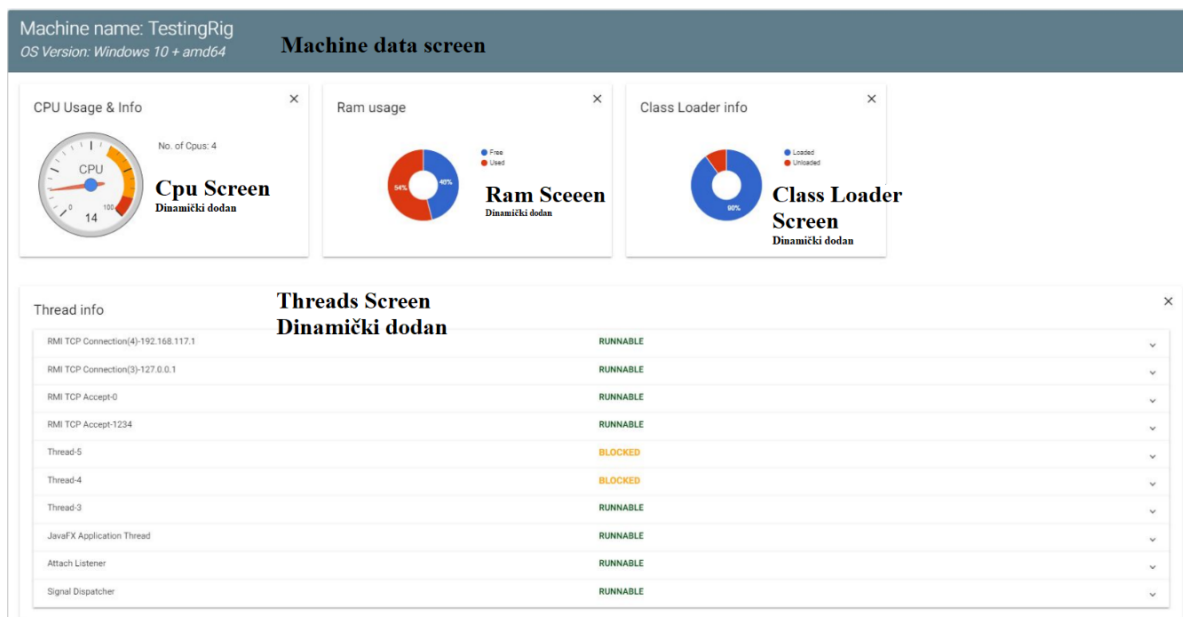 Machine name: TestingRig
OS Version: Windows 10 + amd64
Machine data screen
CPU Usage & Info
No. of Cpus: 4
CPU
0
100
14
Cpu Screen
Dinamički dodan
Ram usage
Free
Used
54%
46%
Ram Sceeen
Dinamički dodan
Class Loader info
Loaded
Unloaded
90%
Class Loader
Screen
Dinamički dodan
Thread info
Threads Screen
Dinamički dodan
RMI TCP Connection(4)-192.168.117.1 RUNNABLE
RMI TCP Connection(3)-127.0.0.1 RUNNABLE
RMI TCP Accept-0 RUNNABLE
RMI TCP Accept-1234 RUNNABLE
Thread-5 BLOCKED
Thread-4 BLOCKED
Thread-3 RUNNABLE
JavaFX Application Thread RUNNABLE
Attach Listener RUNNABLE
Signal Dispatcher RUNNABLE